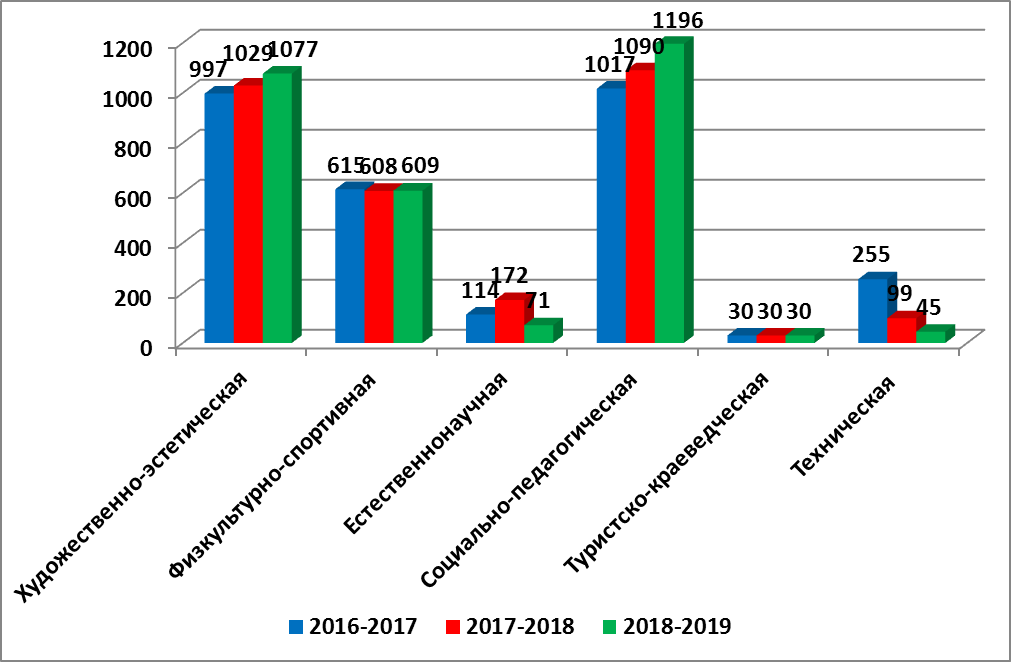 1200
1000
800
600
400
200
0
997 1029 1077
615 608 609
114 172 71
1017 1090 1196
30 30 30
255 99 45
Художественно-эстетическая
Физкультурно-спортивная
Естественнонаучная
Социально-педагогическая
Туристско-краеведческая
Техническая
2016-2017 2017-2018 2018-2019